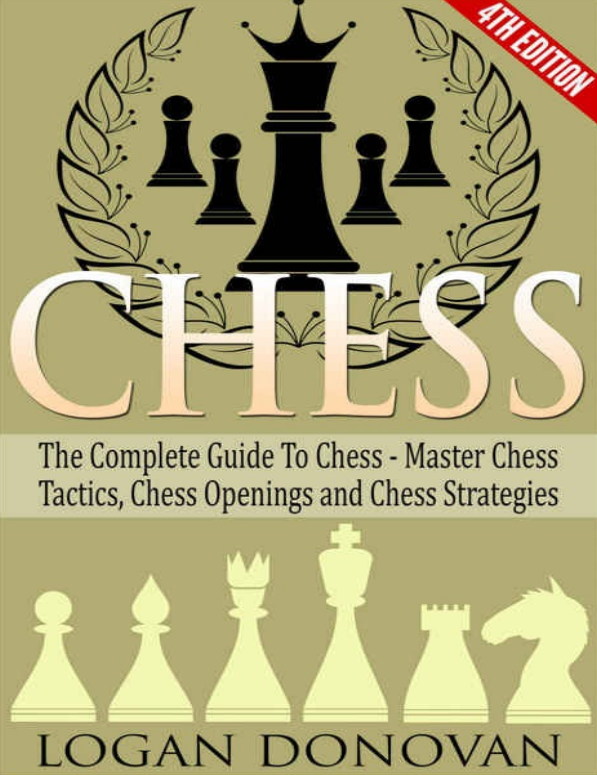 4TH EDITION
CHESS
The Complete Guide To Chess - Master Chess
Tactics, Chess Openings and Chess Strategies
LOGAN DONOVAN